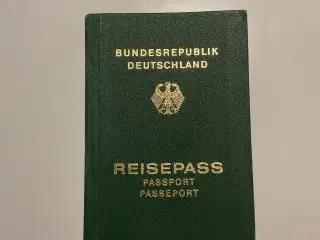 BUNDESREPUBLIK
DEUTSCHLAND
REISEPASS
PASSPORT
PASSEPORT